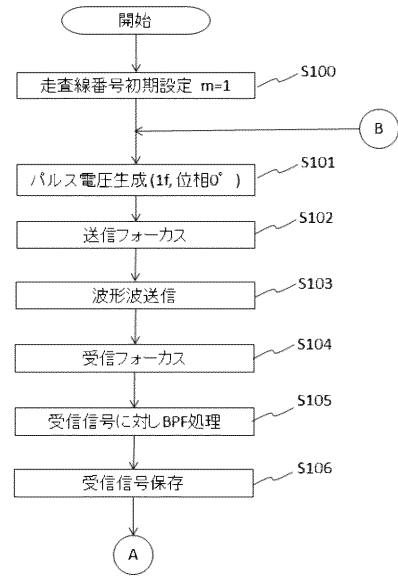 開始
走査線番号初期設定 m=1
S100
B
パルス電圧生成(1f, 位相0°)
S101
送信フォーカス
S102
波形波送信
S103
受信フォーカス
S104
受信信号に対しBPF処理
S105
受信信号保存
S106
A